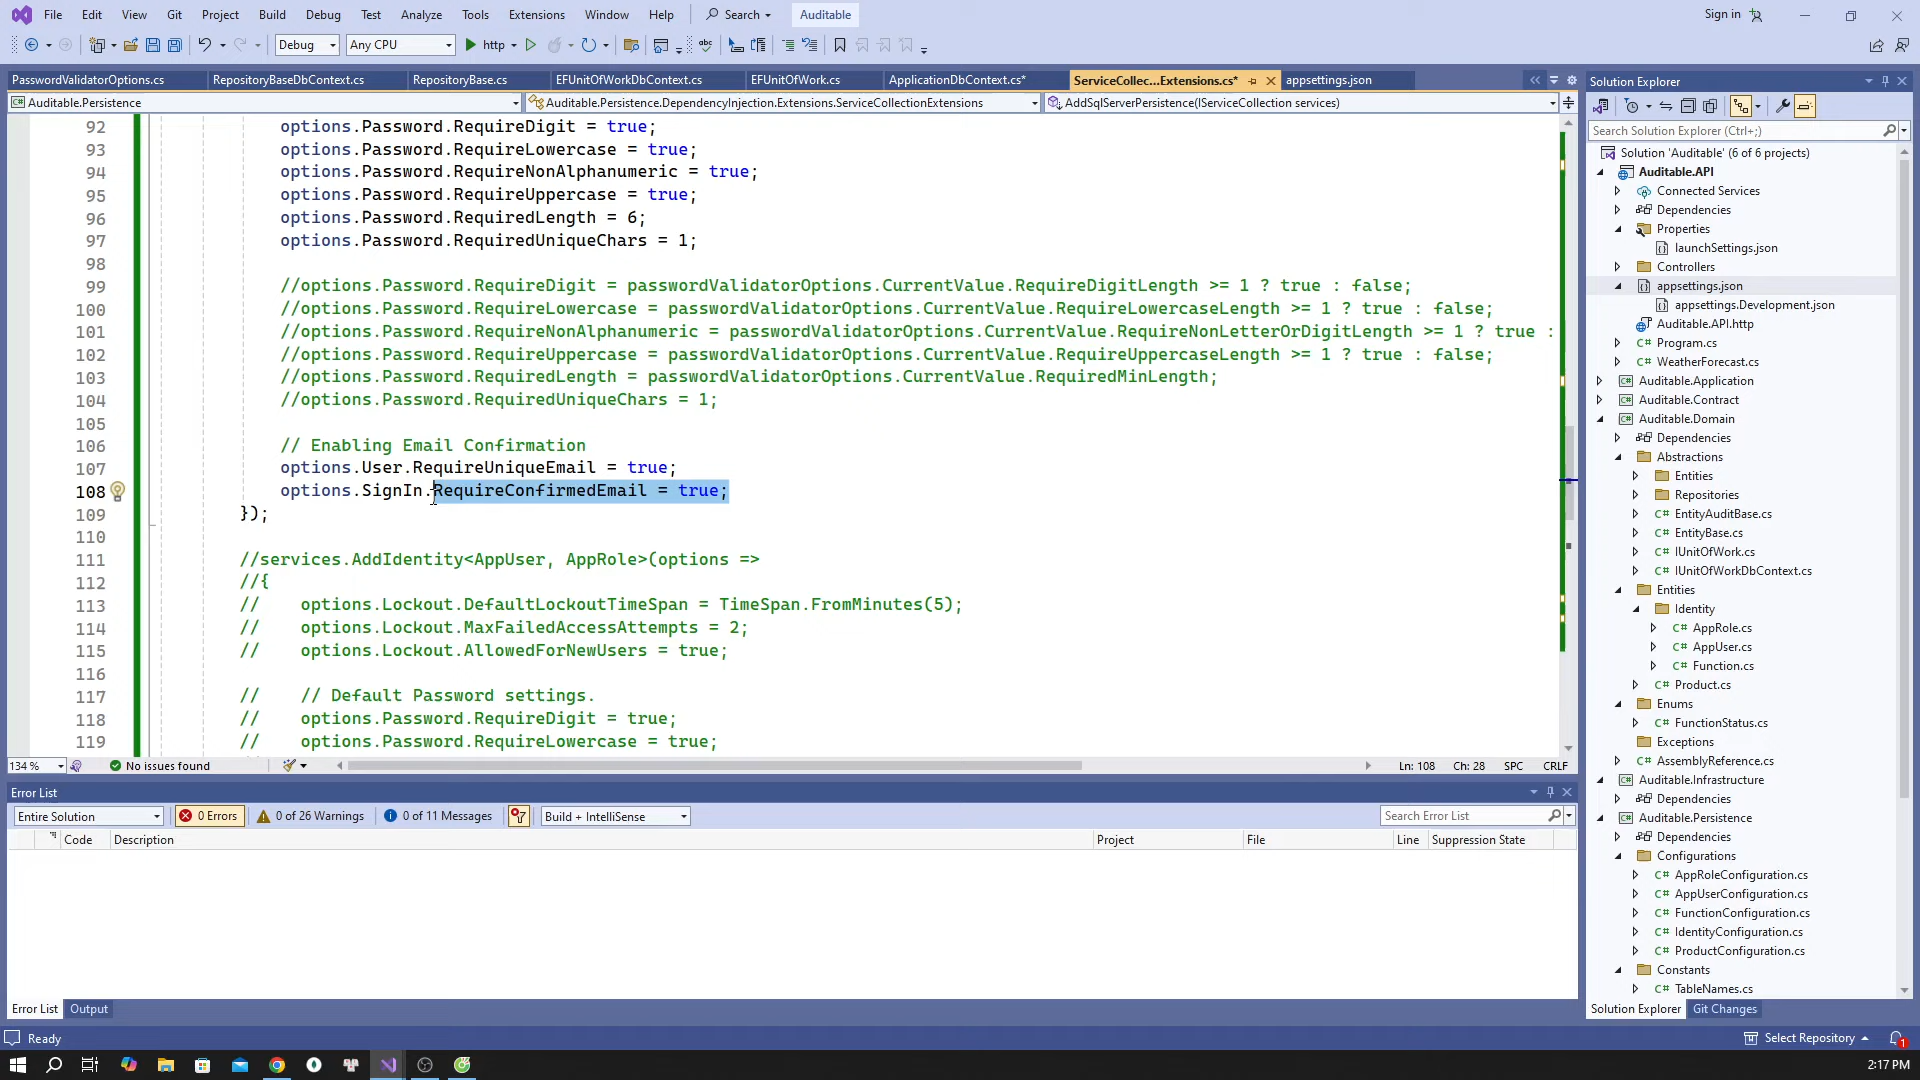 File Edit View Git Project Build Debug Test Analyze Tools Extensions Window Help Search Auditable Sign in
Debug Any CPU http
PasswordValidatorOptions.cs RepositoryBaseDbContext.cs RepositoryBase.cs EFUnitOfWorkDbContext.cs EFUnitOfWork.cs ApplicationDbContext.cs* ServiceCollec...Extensions.cs* appsettings.json
Auditable.Persistence Auditable.Persistence.DependencyInjection.Extensions.ServiceCollectionExtensions AddSqlServerPersistence(IServiceCollection services)
92 options.Password.RequireDigit = true;
93 options.Password.RequireLowercase = true;
94 options.Password.RequireNonAlphanumeric = true;
95 options.Password.RequireUppercase = true;
96 options.Password.RequiredLength = 6;
97 options.Password.RequiredUniqueChars = 1;
98
99 //options.Password.RequireDigit = passwordValidatorOptions.CurrentValue.RequireDigitLength >= 1 ? true : false;
100 //options.Password.RequireLowercase = passwordValidatorOptions.CurrentValue.RequireLowercaseLength >= 1 ? true : false;
101 //options.Password.RequireNonAlphanumeric = passwordValidatorOptions.CurrentValue.RequireNonLetterOrDigitLength >= 1 ? true :
102 //options.Password.RequireUppercase = passwordValidatorOptions.CurrentValue.RequireUppercaseLength >= 1 ? true : false;
103 //options.Password.RequiredLength = passwordValidatorOptions.CurrentValue.RequiredMinLength;
104 //options.Password.RequiredUniqueChars = 1;
105
106 // Enabling Email Confirmation
107 options.User.RequireUniqueEmail = true;
108 options.SignIn.RequireConfirmedEmail = true;
109 });
110
111 //services.AddIdentity<AppUser, AppRole>(options =>
112 //{
113 // options.Lockout.DefaultLockoutTimeSpan = TimeSpan.FromMinutes(5);
114 // options.Lockout.MaxFailedAccessAttempts = 2;
115 // options.Lockout.AllowedForNewUsers = true;
116
117 // // Default Password settings.
118 // options.Password.RequireDigit = true;
119 // options.Password.RequireLowercase = true;
134 % No issues found Ln: 108 Ch: 28 SPC CRLF
Error List
Entire Solution 0 Errors 0 of 26 Warnings 0 of 11 Messages Build + IntelliSense Search Error List
Code Description Project File Line Suppression State
Error List Output
Solution Explorer
Search Solution Explorer (Ctrl+;)
Solution 'Auditable' (6 of 6 projects)
Auditable.API
Connected Services
Dependencies
Properties
launchSettings.json
Controllers
appsettings.json
appsettings.Development.json
Auditable.API.http
Program.cs
WeatherForecast.cs
Auditable.Application
Auditable.Contract
Auditable.Domain
Dependencies
Abstractions
Entities
Repositories
EntityAuditBase.cs
EntityBase.cs
IUnitOfWork.cs
IUnitOfWorkDbContext.cs
Entities
Identity
AppRole.cs
AppUser.cs
Function.cs
Product.cs
Enums
FunctionStatus.cs
Exceptions
AssemblyReference.cs
Auditable.Infrastructure
Dependencies
Auditable.Persistence
Dependencies
Configurations
AppRoleConfiguration.cs
AppUserConfiguration.cs
FunctionConfiguration.cs
IdentityConfiguration.cs
ProductConfiguration.cs
Constants
TableNames.cs
Solution Explorer Git Changes
Ready Select Repository 1
2:17 PM